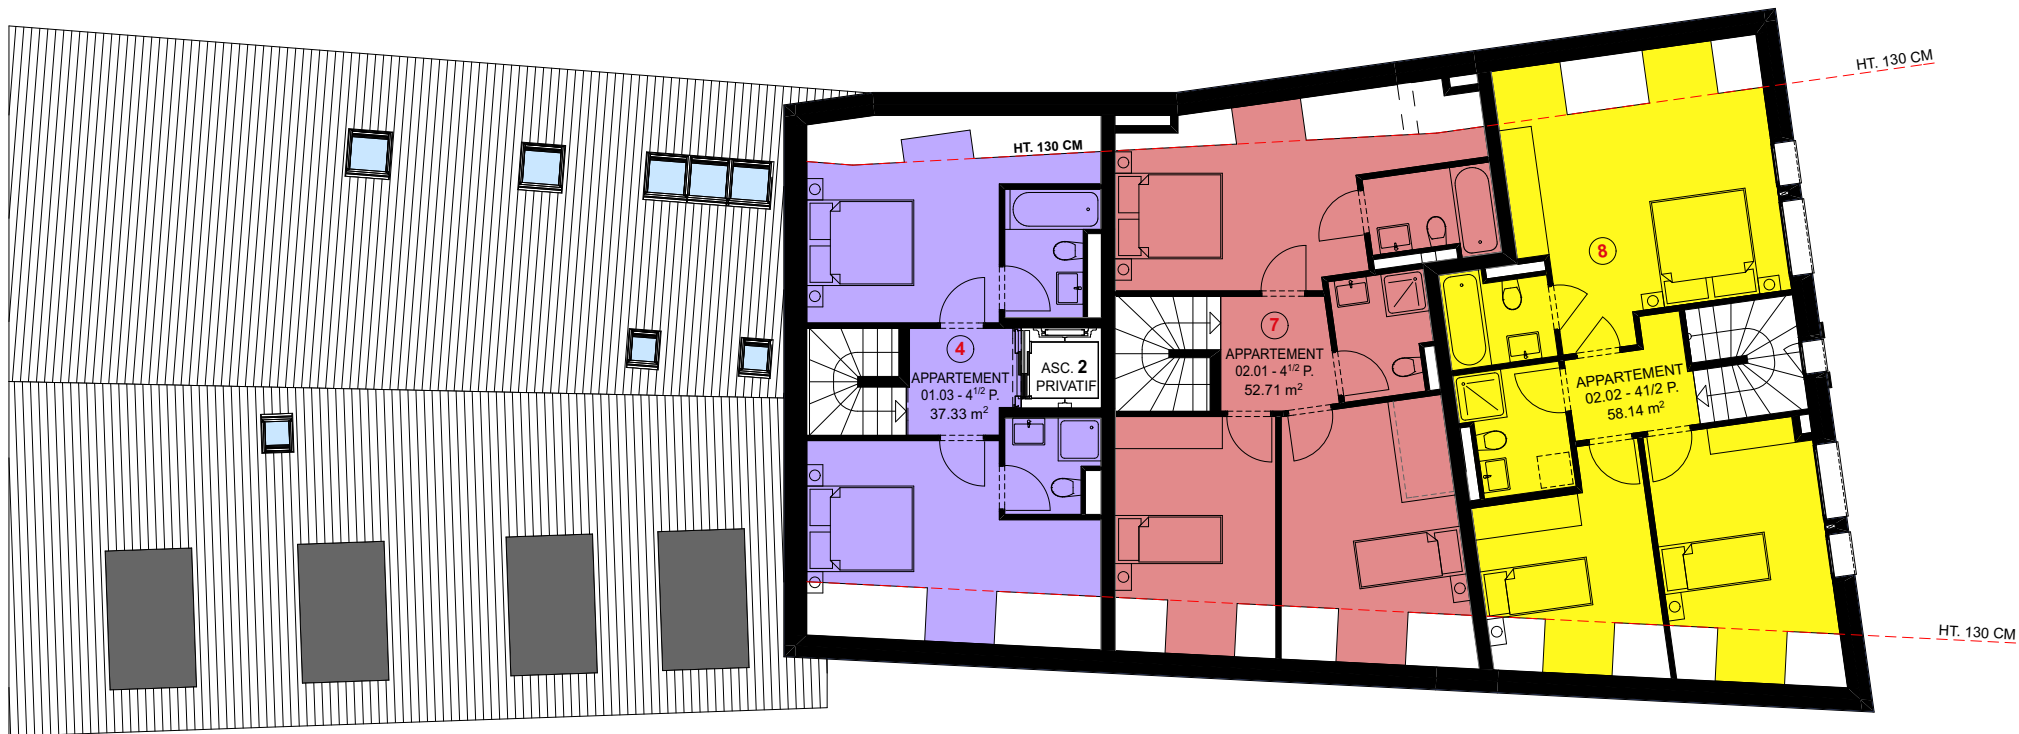 HT. 130 CM
HT. 130 CM
4
APPARTEMENT
01.03 - 4 1/2 P.
37.33 m²
ASC. 2
PRIVATIF
7
APPARTEMENT
02.01 - 4 1/2 P.
52.71 m²
8
APPARTEMENT
02.02 - 41/2 P.
58.14 m²
HT. 130 CM